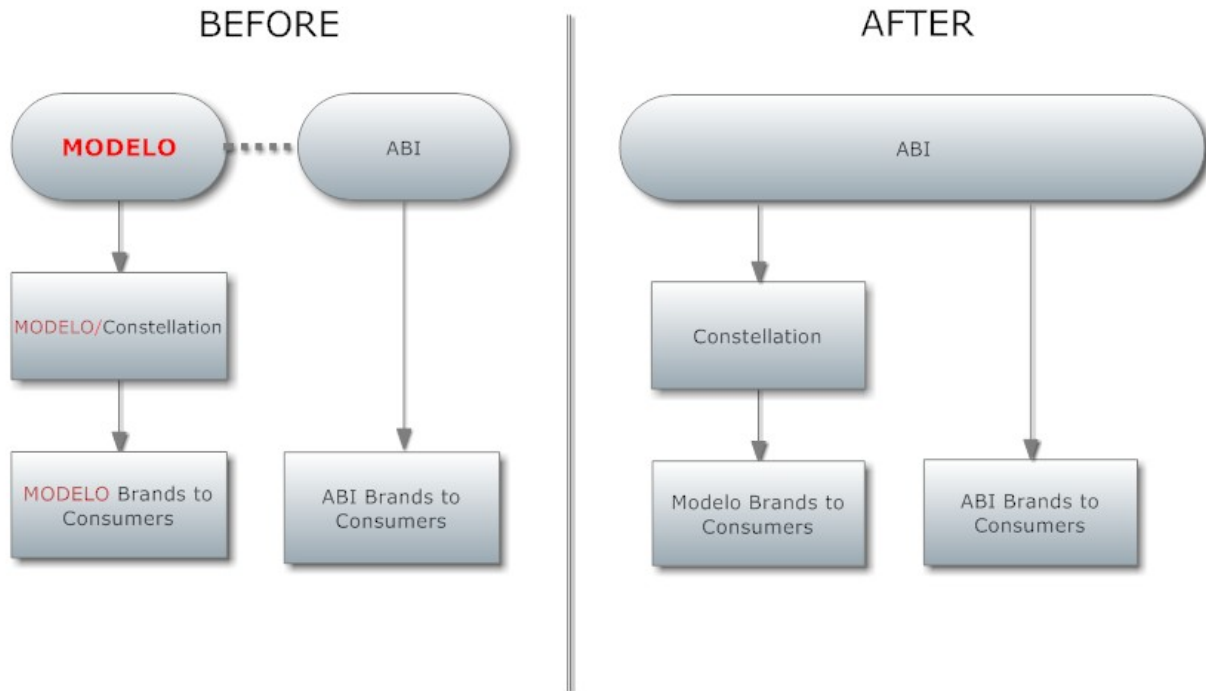 BEFORE
AFTER
MODELO
ABI
ABI
MODELO/Constellation
Constellation
MODELO Brands to
Consumers
ABI Brands to
Consumers
Modelo Brands to
Consumers
ABI Brands to
Consumers